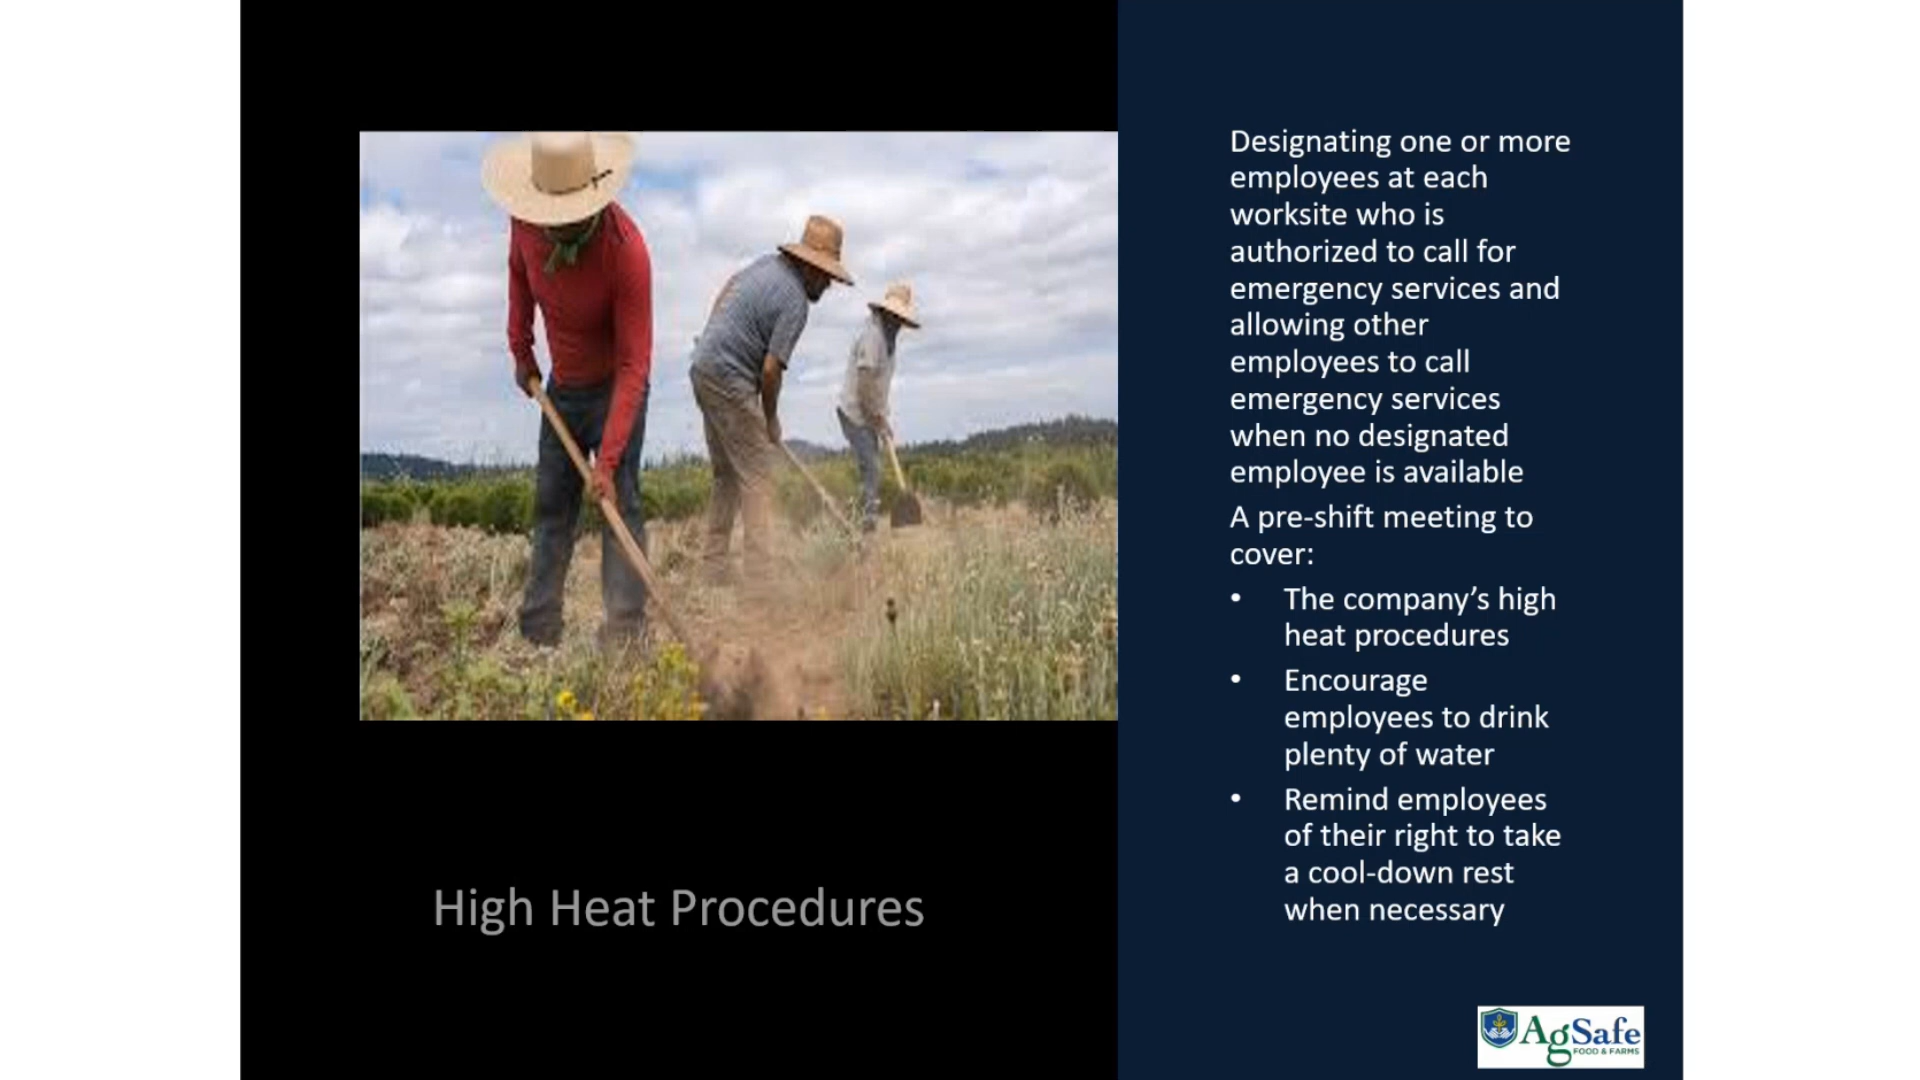 Designating one or more
employees at each
worksite who is
authorized to call for
emergency services and
allowing other
employees to call
emergency services
when no designated
employee is available
A pre-shift meeting to
cover:
• The company’s high
heat procedures
• Encourage
employees to drink
plenty of water
• Remind employees
of their right to take
a cool-down rest
when necessary
High Heat Procedures
AgSafe
FOOD & FARMS